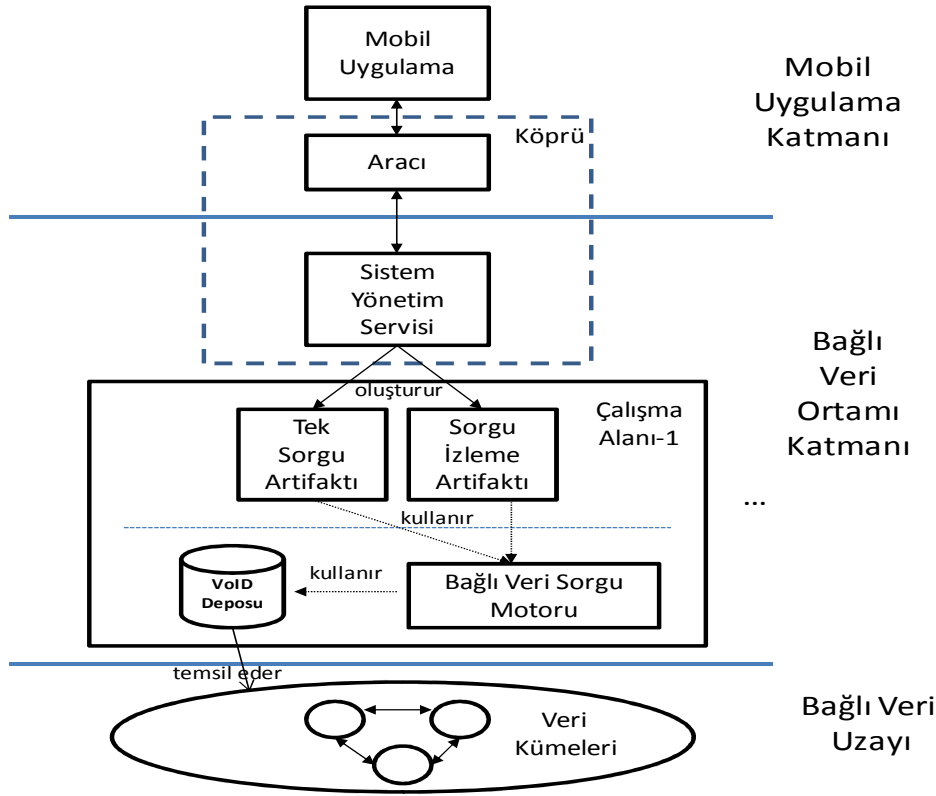 Mobil
Uygulama
Mobil
Uygulama
Katmanı
Köprü
Aracı
Sistem
Yönetim
Servisi
Bağlı
Veri
Ortamı
Katmanı
oluşturur
Çalışma
Alanı-1
Tek
Sorgu
Artifaktı
Sorgu
İzleme
Artifaktı
...
kullanır
VoID
Deposu
kullanır
Bağlı Veri Sorgu
Motoru
temsil eder
Veri
Kümeleri
Bağlı Veri
Uzayı